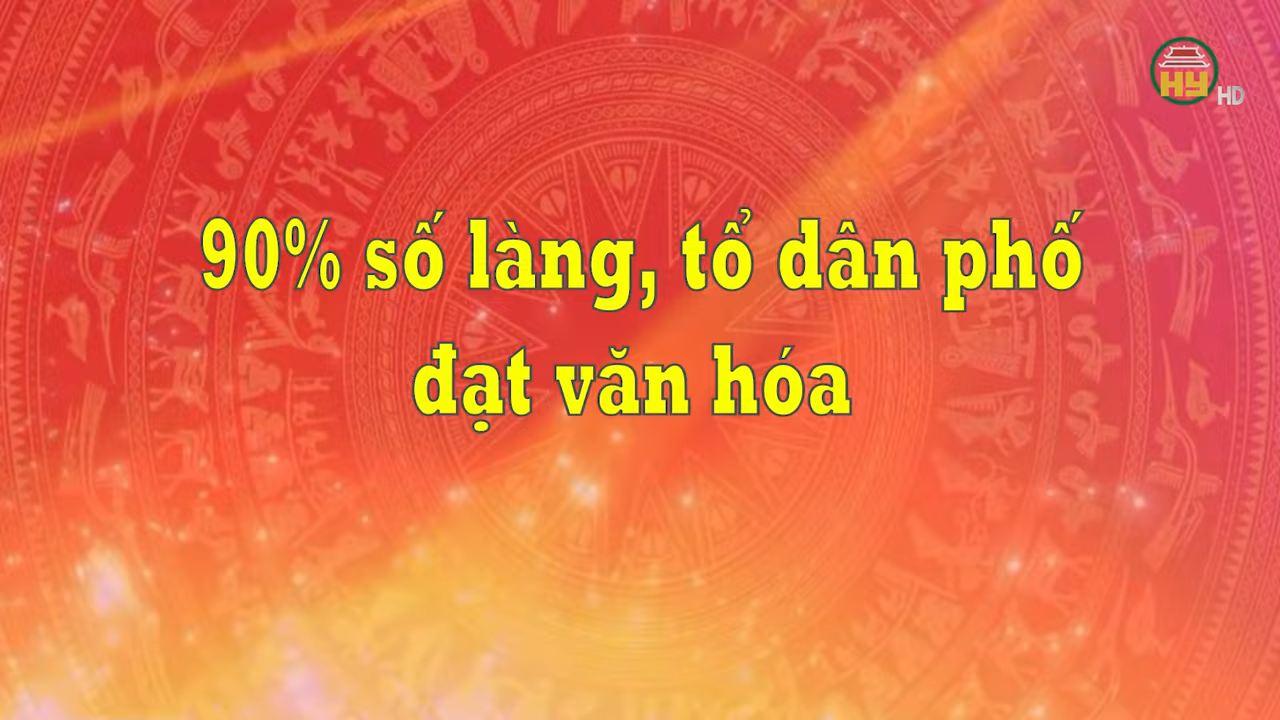 HY HD
90% số làng, tổ dân phố
đạt văn hóa